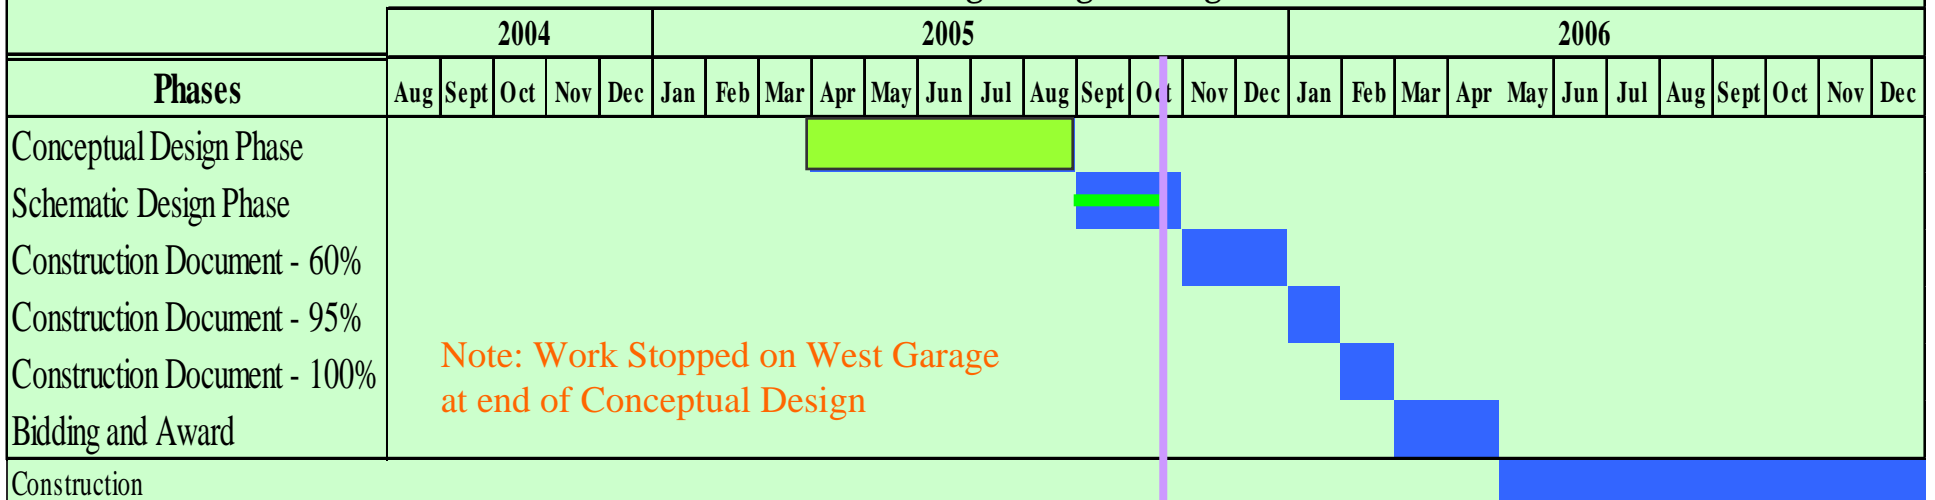 2004 2005 2006
Phases Aug Sept Oct Nov Dec Jan Feb Mar Apr May Jun Jul Aug Sept Oct Nov Dec Jan Feb Mar Apr May Jun Jul Aug Sept Oct Nov Dec
Conceptual Design Phase
Schematic Design Phase
Construction Document - 60%
Construction Document - 95%
Note: Work Stopped on West Garage
Construction Document - 100%
at end of Conceptual Design
Bidding and Award
Construction